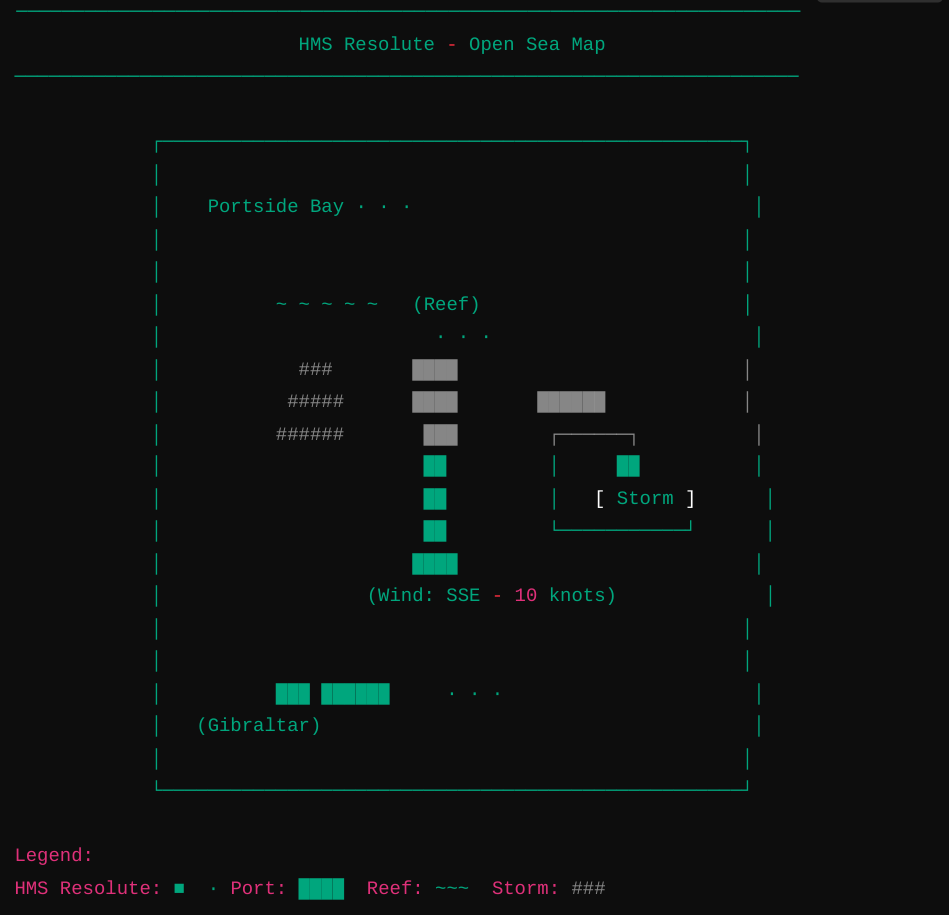 HMS Resolute - Open Sea Map
Portside Bay · · ·
~ ~ ~ ~ ~ (Reef)
· · ·
### ████
##### ████ ██████
###### ███
██ ██
██ [ Storm ]
██
████
(Wind: SSE - 10 knots)
███ ██████ · · ·
(Gibraltar)
Legend:
HMS Resolute: ■ · Port: ████ Reef: ~~~ Storm: ###